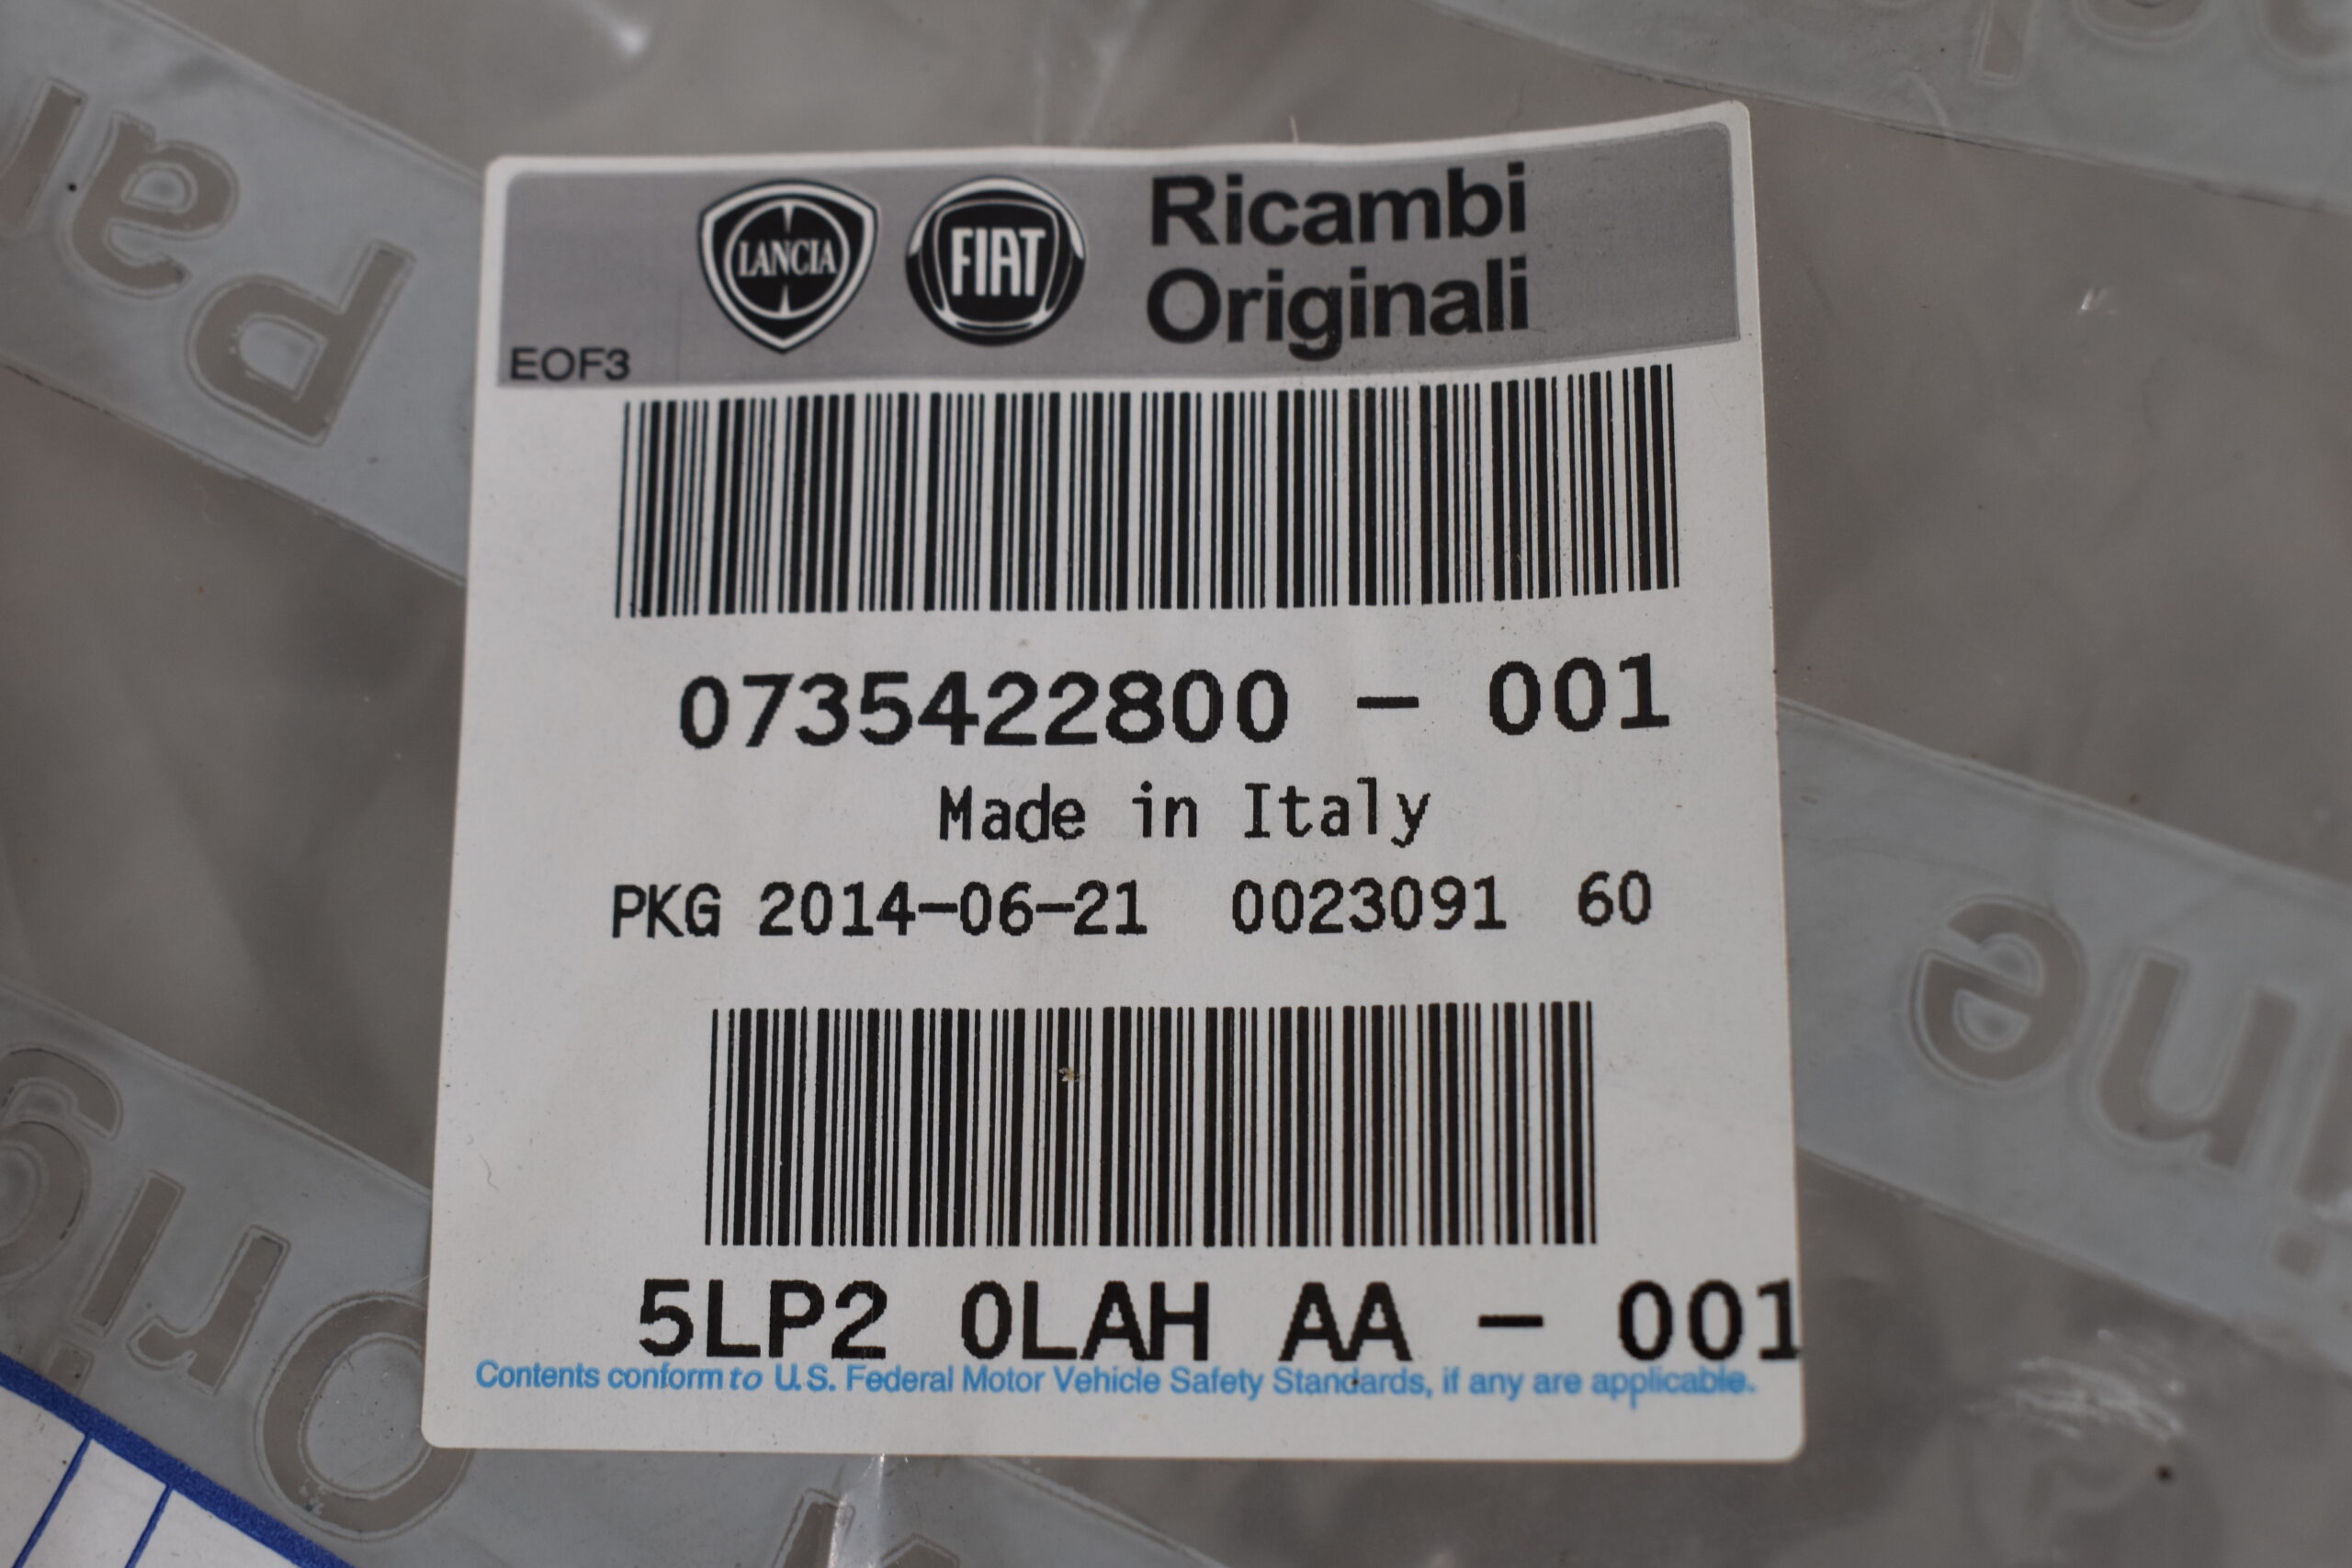 LANCIA
FIAT
Ricambi
Originali
EOF3
0735422800 - 001
Made in Italy
PKG 2014-06-21 0023091 60
5LP2 0LAH AA - 001
Contents conform to U.S. Federal Motor Vehicle Safety Standards, if any are applicable.